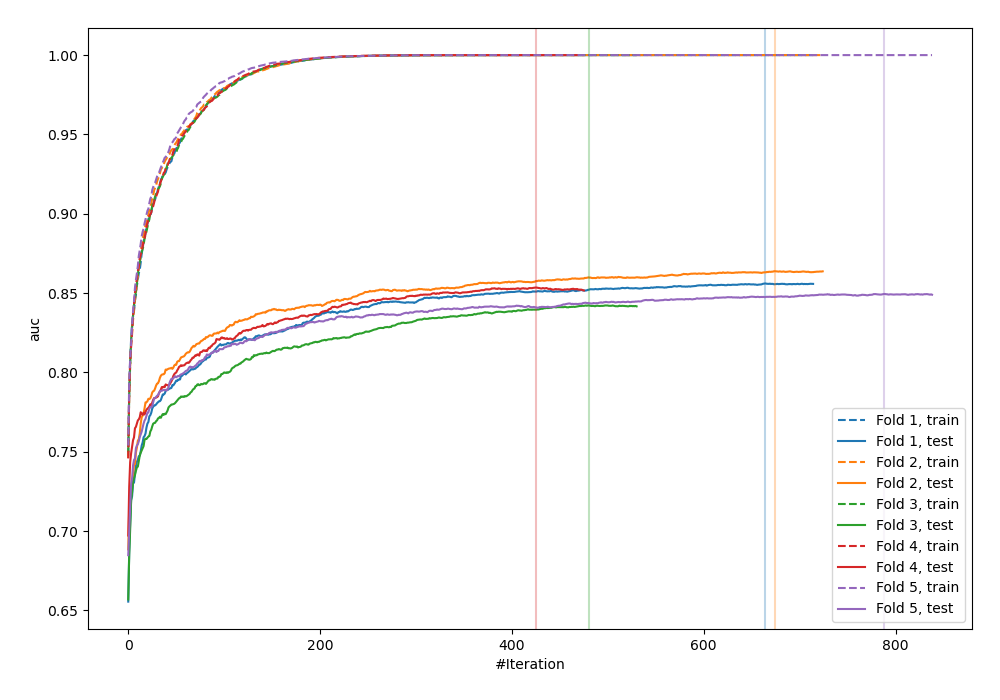 1.00
0.95
0.90
0.85
0.80
0.75
0.70
0.65
auc
0
200
400
600
800
#Iteration
Fold 1, train
Fold 1, test
Fold 2, train
Fold 2, test
Fold 3, train
Fold 3, test
Fold 4, train
Fold 4, test
Fold 5, train
Fold 5, test